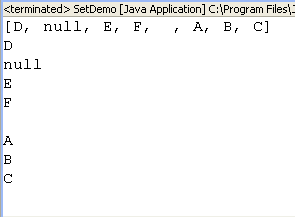 <terminated> SetDemo [Java Application] C:\Program Files\J
[D, null, E, F,  , A, B, C]
D
null
E
F
A
B
C